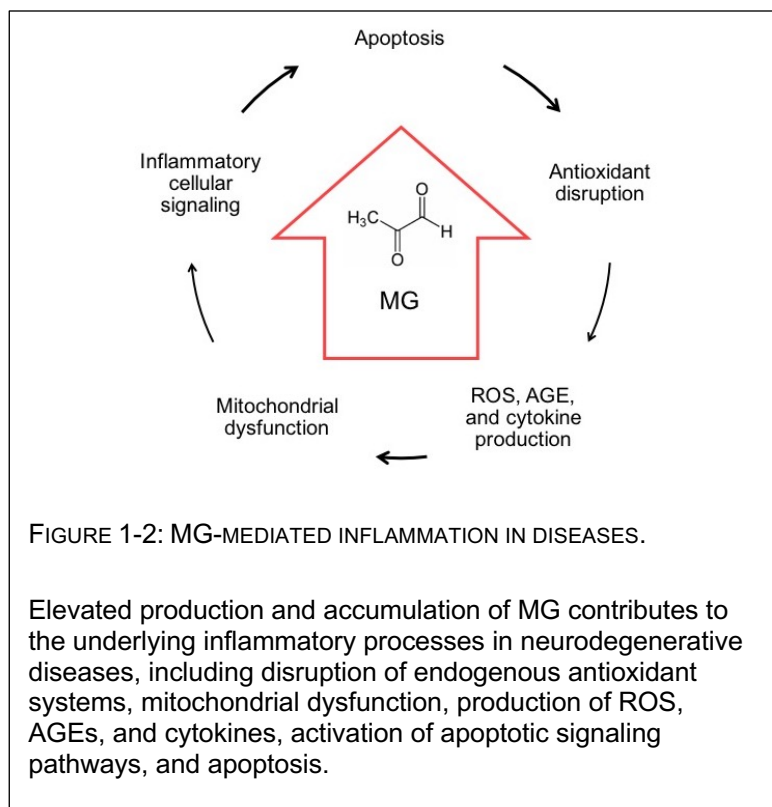 Apoptosis
Inflammatory
cellular
signaling
Antioxidant
disruption
O
H₃C
H
O
MG
Mitochondrial
dysfunction
ROS, AGE,
and cytokine
production
FIGURE 1-2: MG-MEDIATED INFLAMMATION IN DISEASES.
Elevated production and accumulation of MG contributes to
the underlying inflammatory processes in neurodegenerative
diseases, including disruption of endogenous antioxidant
systems, mitochondrial dysfunction, production of ROS,
AGEs, and cytokines, activation of apoptotic signaling
pathways, and apoptosis.